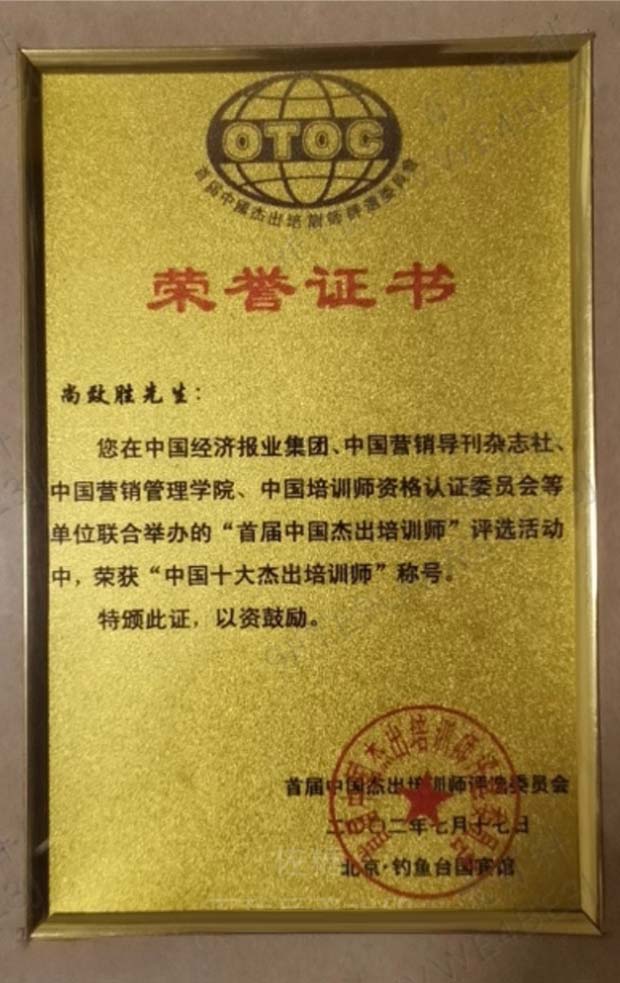 OTOC
首届中國杰出培訓师評選委員會
荣誉证书
尚致胜先生：
您在中国经济报业集团、中国营销导刊杂志社、
中国营销管理学院、中国培训师资格认证委员会等
单位联合举办的“首届中国杰出培训师”评选活动
中，荣获“中国十大杰出培训师”称号。
特颁此证，以资鼓励。
首届中国杰出培训师评选委员会
二〇〇二年七月十七日
北京·钓鱼台国宾馆